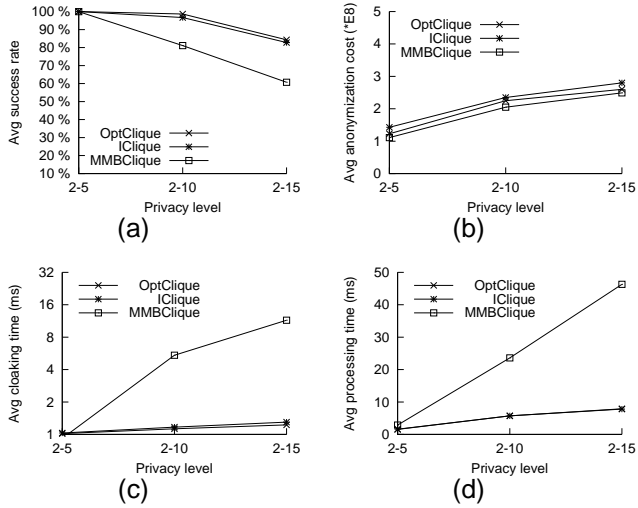 100 %
90 %
80 %
70 %
60 %
50 %
40 %
30 %
20 %
10 %
Avg success rate
OptClique
IClique
MMBClique
2-5
2-10
2-15
Privacy level
(a)
5
4
3
2
1
0
Avg anonymization cost (*E8)
OptClique
IClique
MMBClique
2-5
2-10
2-15
Privacy level
(b)
32
16
8
4
2
1
Avg cloaking time (ms)
OptClique
IClique
MMBClique
2-5
2-10
2-15
Privacy level
(c)
50
40
30
20
10
0
Avg processing time (ms)
OptClique
IClique
MMBClique
2-5
2-10
2-15
Privacy level
(d)